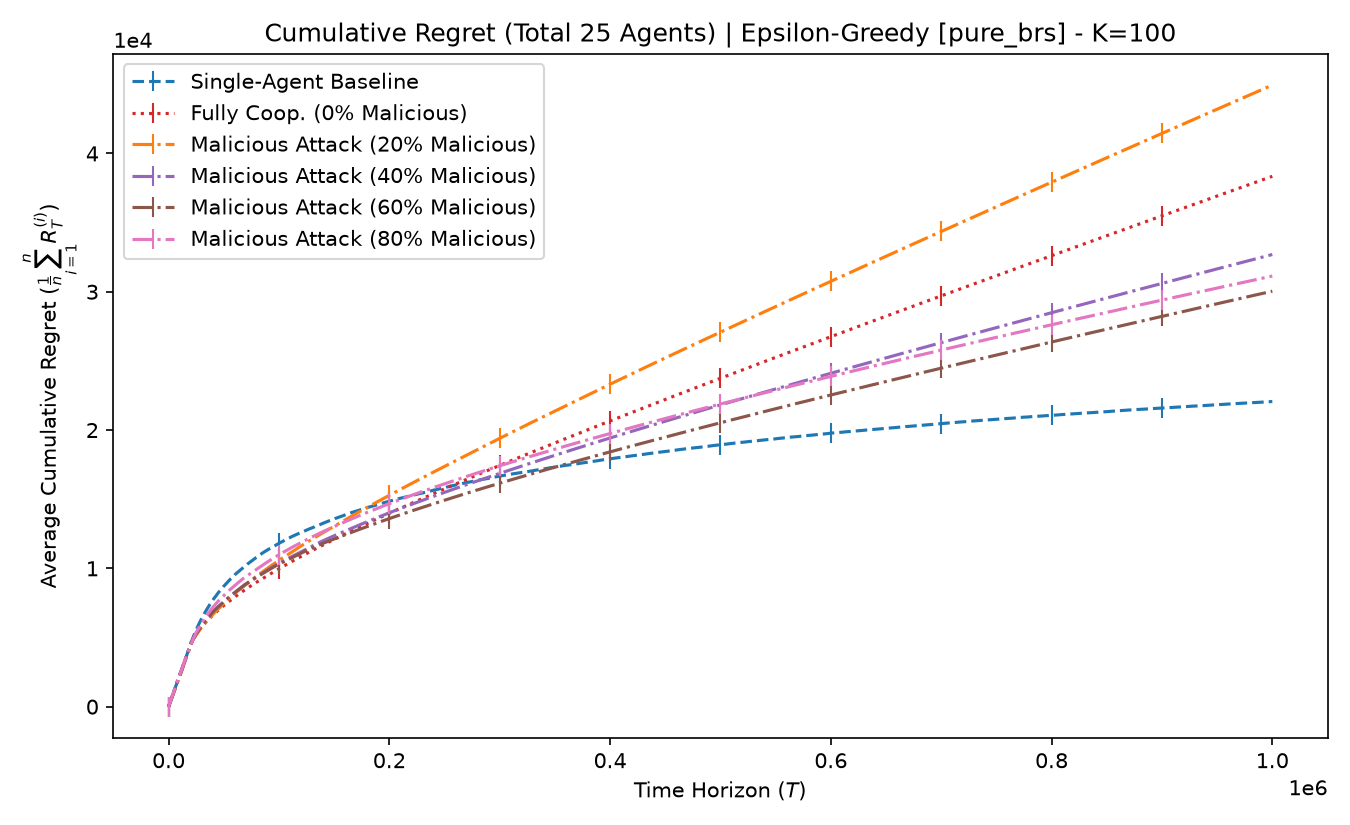 Cumulative Regret (Total 25 Agents) | Epsilon-Greedy [pure_brs] - K=100
1e4
Single-Agent Baseline
Fully Coop. (0% Malicious)
Malicious Attack (20% Malicious)
Malicious Attack (40% Malicious)
Malicious Attack (60% Malicious)
Malicious Attack (80% Malicious)
4
3
2
1
0
Average Cumulative Regret ($\frac{1}{n}\sum_{i=1}^{n} R_T^{(i)}$)
0.0 0.2 0.4 0.6 0.8 1.0
Time Horizon (T)
1e6